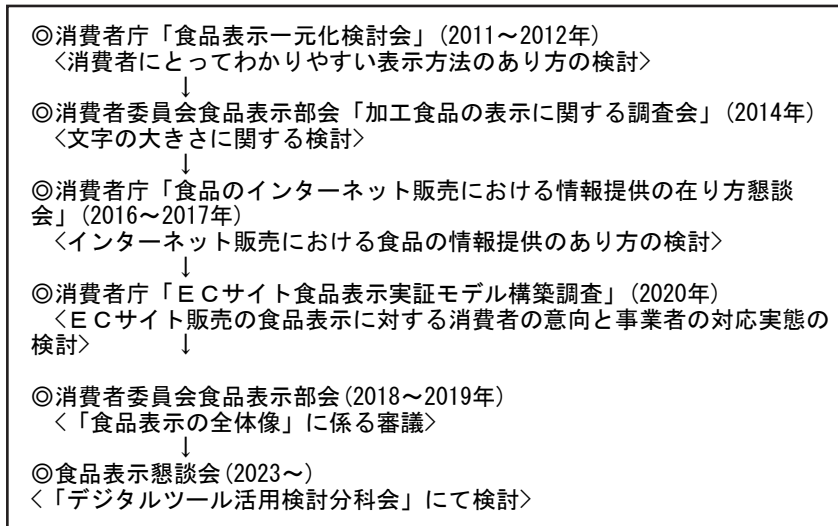 ◎消費者庁「食品表示一元化検討会」(2011～2012年)
〈消費者にとってわかりやすい表示方法のあり方の検討〉
↓
◎消費者委員会食品表示部会「加工食品の表示に関する調査会」(2014年)
〈文字の大きさに関する検討〉
↓
◎消費者庁「食品のインターネット販売における情報提供の在り方懇談
会」(2016～2017年)
〈インターネット販売における食品の情報提供のあり方の検討〉
↓
◎消費者庁「ＥＣサイト食品表示実証モデル構築調査」(2020年)
〈ＥＣサイト販売の食品表示に対する消費者の意向と事業者の対応実態の
検討〉　　↓
◎消費者委員会食品表示部会(2018～2019年)
〈「食品表示の全体像」に係る審議〉
↓
◎食品表示懇談会(2023～)
〈「デジタルツール活用検討分科会」にて検討〉